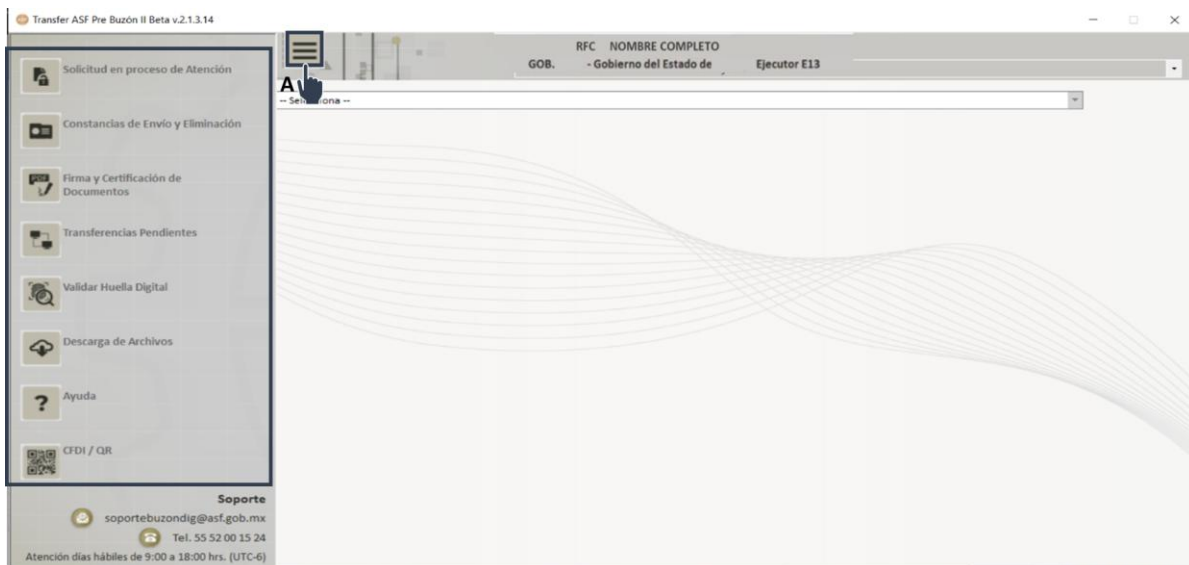 Transfer ASF Pre Buzón II Beta v.2.1.3.14
RFC NOMBRE COMPLETO
GOB. - Gobierno del Estado de , Ejecutor E13
A
-- Selecciona --
Solicitud en proceso de Atención
Constancias de Envío y Eliminación
PDF
Firma y Certificación de
Documentos
Transferencias Pendientes
Validar Huella Digital
Descarga de Archivos
?
Ayuda
CFDI / QR
Soporte
soportebuzondig@asf.gob.mx
Tel. 55 52 00 15 24
Atención días hábiles de 9:00 a 18:00 hrs. (UTC-6)